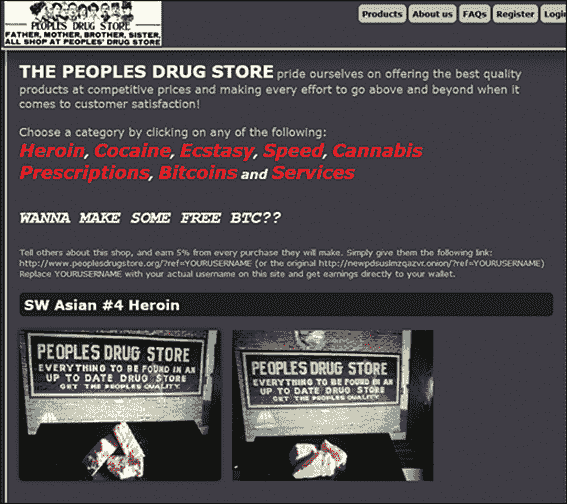 PEOPLES DRUG STORE
FATHER, MOTHER, BROTHER, SISTER,
ALL SHOP AT PEOPLES' DRUG STORE
Products About us FAQs Register Login
THE PEOPLES DRUG STORE pride ourselves on offering the best quality
products at competitive prices and making every effort to go above and beyond when it
comes to customer satisfaction!
Choose a category by clicking on any of the following:
Heroin, Cocaine, Ecstasy, Speed, Cannabis
Prescriptions, Bitcoins and Services
WANNA MAKE SOME FREE BTC??
Tell others about this shop, and earn 5% from every purchase they will make. Simply give them the following link:
http://www.peoplesdrugstore.org/?ref=YOURUSERNAME (or the original http://newpdsuslmzqazvr.onion/?ref=YOURUSERNAME)
Replace YOURUSERNAME with your actual username on this site and get earnings directly to your wallet.
SW Asian #4 Heroin
PEOPLES DRUG STORE
EVERYTHING TO BE FOUND IN AN
UP TO DATE DRUG STORE
GET THE PEOPLES QUALITY
PEOPLES DRUG STORE
EVERYTHING TO BE FOUND IN AN
UP TO DATE DRUG STORE
GET THE PEOPLES QUALITY